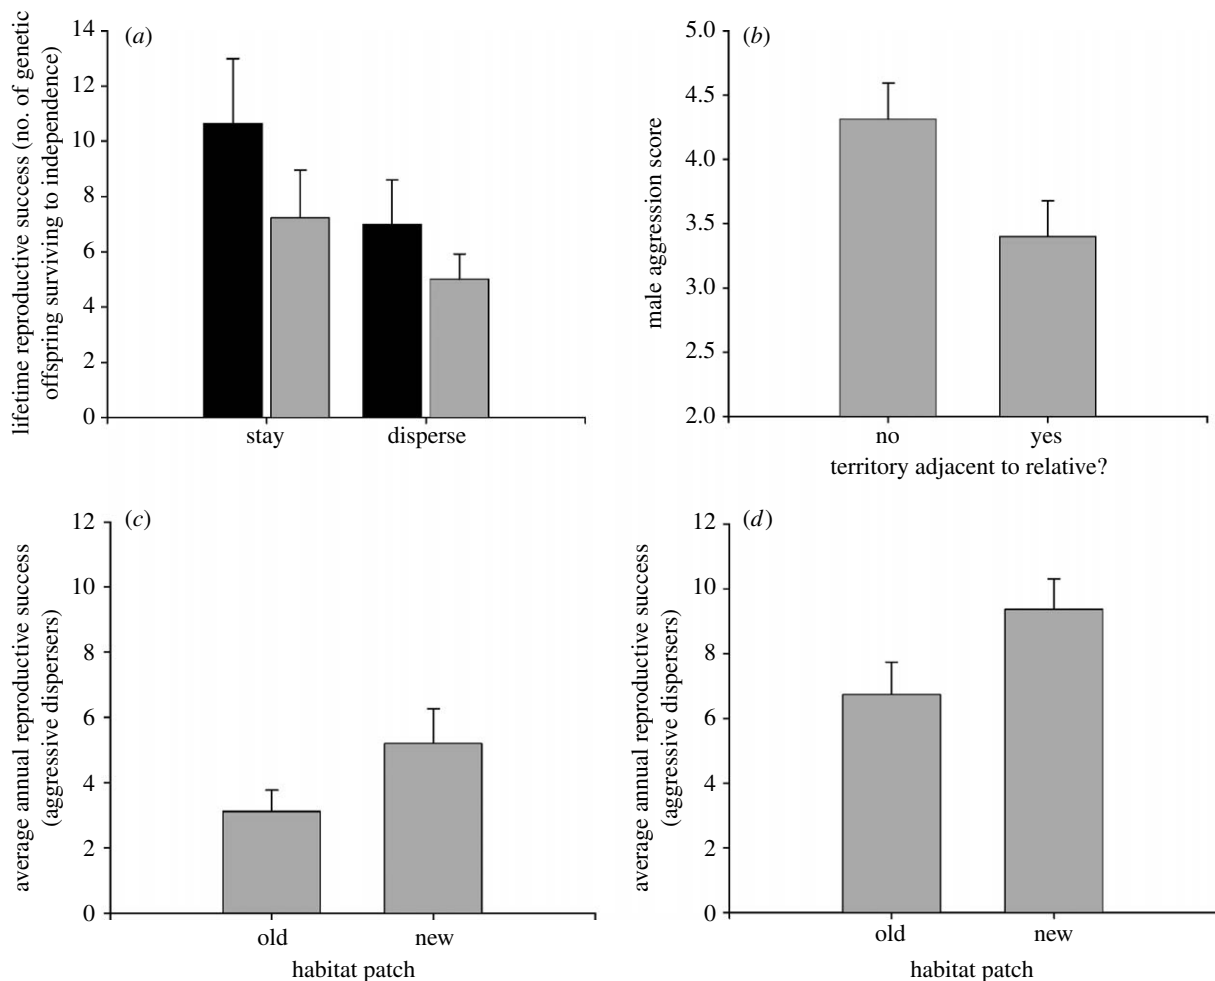 (a)
lifetime reproductive success (no. of genetic
offspring surviving to independence)
14
12
10
8
6
4
2
0
stay disperse
(b)
male aggression score
5.0
4.5
4.0
3.5
3.0
2.5
2.0
no yes
territory adjacent to relative?
(c)
average annual reproductive success
(aggressive dispersers)
12
10
8
6
4
2
0
old new
habitat patch
(d)
average annual reproductive success
(aggressive dispersers)
12
10
8
6
4
2
0
old new
habitat patch